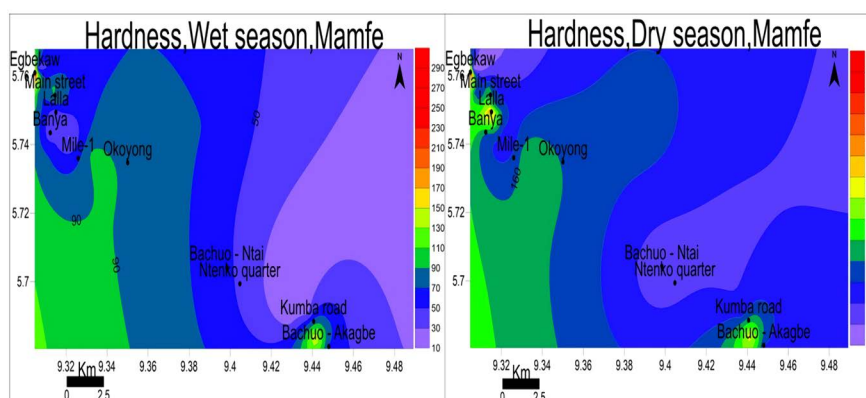 Hardness,Wet season,Mamfe
N
Egbekaw
5.76
Main street
Lalla
Banya
5.74
Mile-1
Okoyong
5.72
5.7
50
90
90
Bachuo - Ntai
Ntenko quarter
Kumba road
Bachuo - Akagbe
9.32
9.34
9.36
9.38
9.4
9.42
9.44
9.46
9.48
Km
0
2.5
290
270
250
230
210
190
170
150
130
110
90
70
50
30
10
Hardness,Dry season,Mamfe
N
Egbekaw
5.76
Main street
Lalla
Banya
5.74
Mile-1
Okoyong
160
5.72
5.7
Bachuo - Ntai
Ntenko quarter
Kumba road
Bachuo - Akagbe
9.32
9.34
9.36
9.38
9.4
9.42
9.44
9.46
9.48
Km
0
2.5